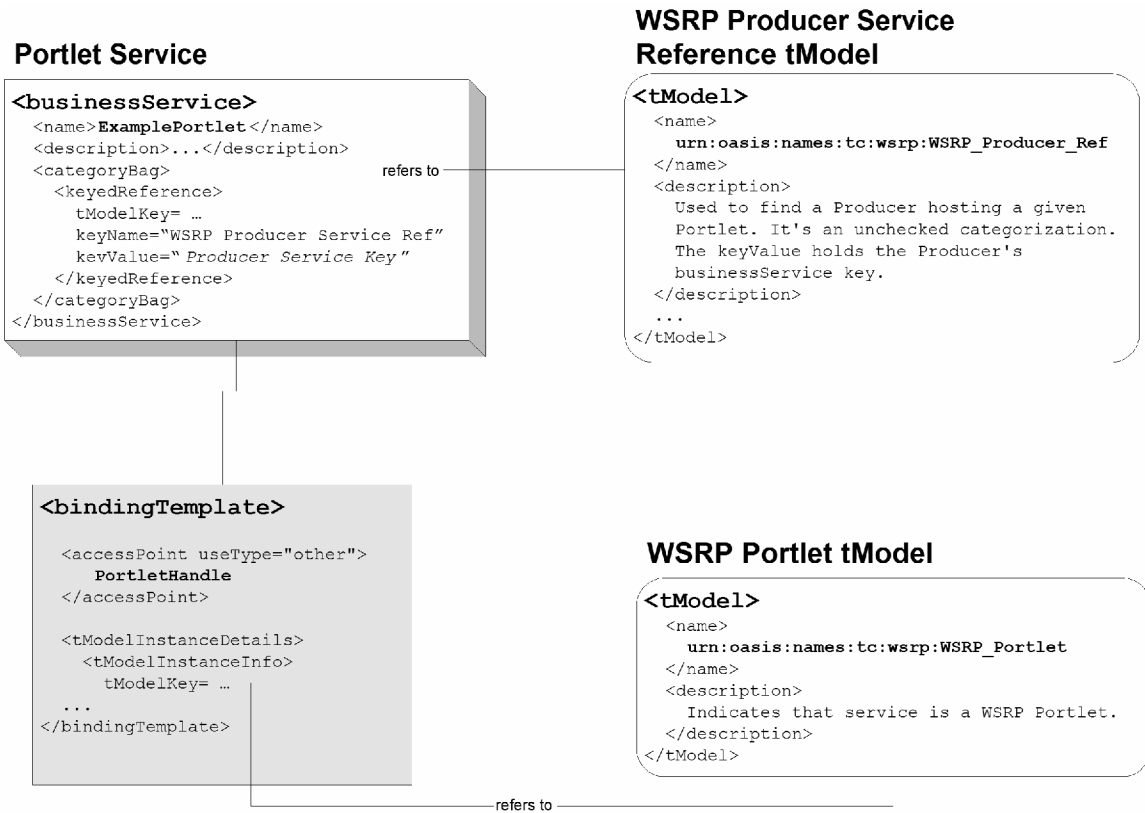 Portlet Service
<businessService>
<name>ExamplePortlet</name>
<description>...</description>
<categoryBag>
<keyedReference>
tModelKey= …
keyName=“WSRP Producer Service Ref”
kevValue=“Producer Service Key”
</keyedReference>
</categoryBag>
</businessService>
refers to
WSRP Producer Service
Reference tModel
<tModel>
<name>
urn:oasis:names:tc:wsrp:WSRP_Producer_Ref
</name>
<description>
Used to find a Producer hosting a given
Portlet. It's an unchecked categorization.
The keyValue holds the Producer's
businessService key.
</description>
...
</tModel>
<bindingTemplate>
<accessPoint useType="other">
PortletHandle
</accessPoint>
<tModelInstanceDetails>
<tModelInstanceInfo>
tModelKey= …
...
</bindingTemplate>
WSRP Portlet tModel
<tModel>
<name>
urn:oasis:names:tc:wsrp:WSRP_Portlet
</name>
<description>
Indicates that service is a WSRP Portlet.
</description>
</tModel>
refers to